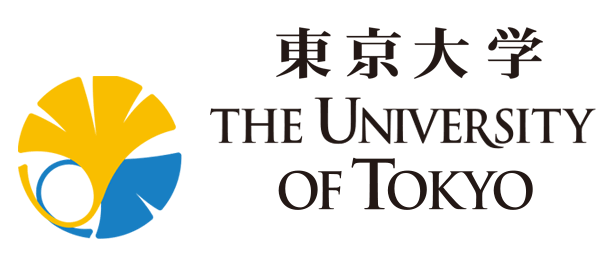 東京大学
THE UNIVERSITY
OF TOKYO